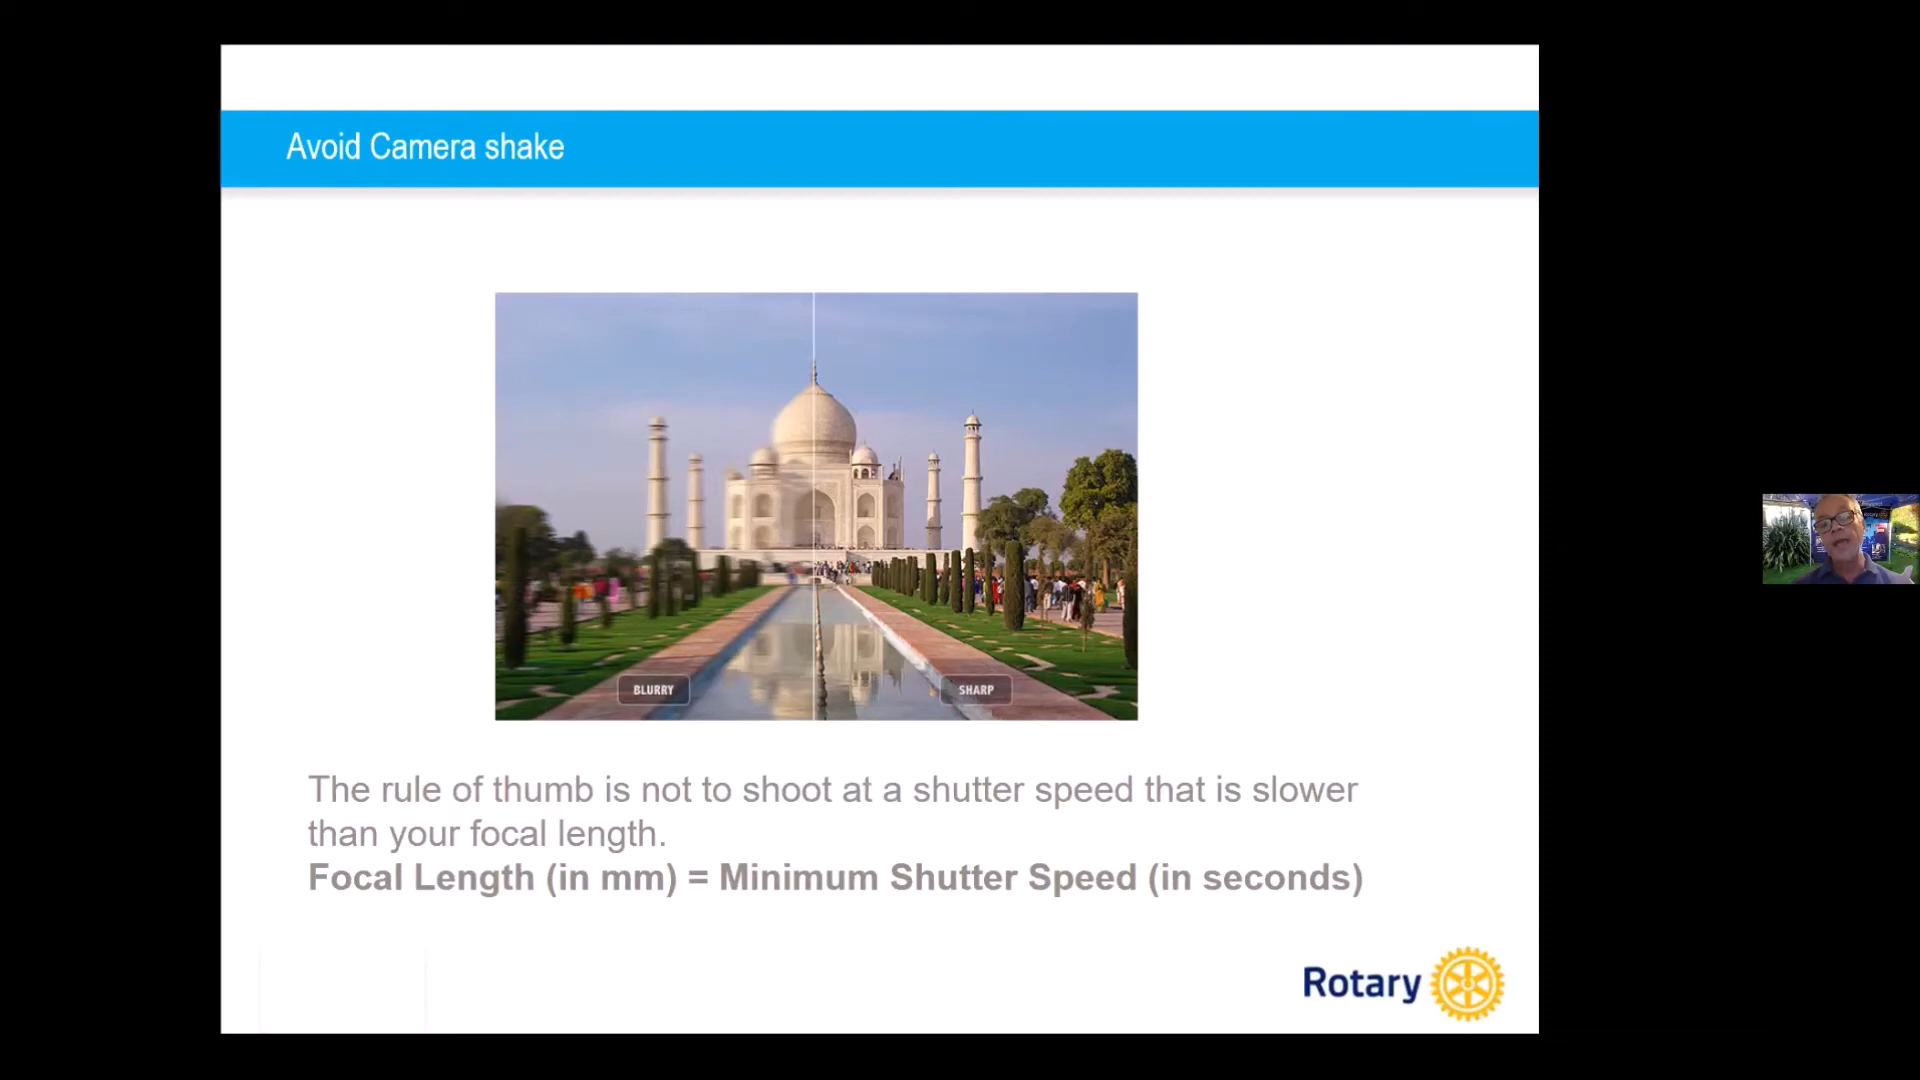 Avoid Camera shake
BLURRY
SHARP
The rule of thumb is not to shoot at a shutter speed that is slower
than your focal length.
Focal Length (in mm) = Minimum Shutter Speed (in seconds)
Rotary